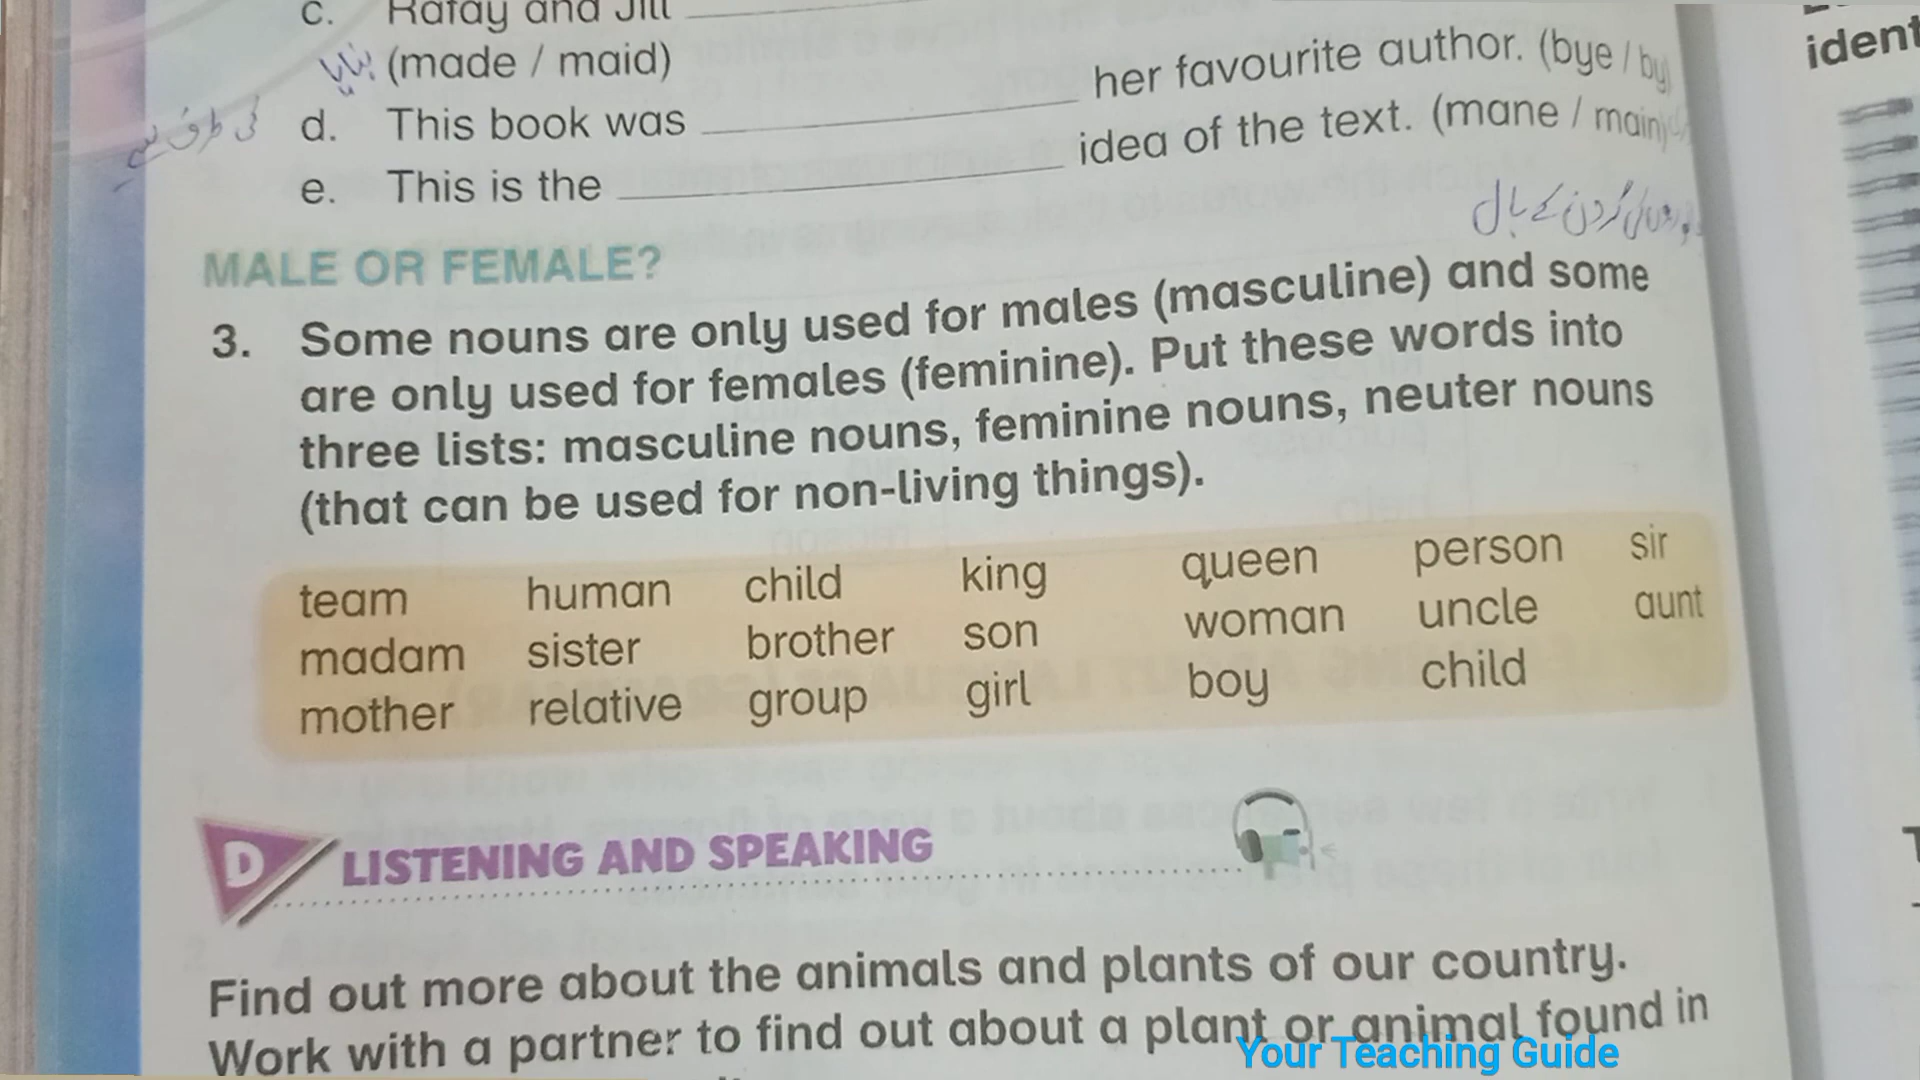 c. Rafay and Jill
(made / maid)
d. This book was ____ her favourite author. (bye / by
e. This is the ____ idea of the text. (mane / main)
MALE OR FEMALE?
3. Some nouns are only used for males (masculine) and some
are only used for females (feminine). Put these words into
three lists: masculine nouns, feminine nouns, neuter nouns
(that can be used for non-living things).
team human child king queen person sir
madam sister brother son woman uncle aunt
mother relative group girl boy child
D LISTENING AND SPEAKING
Find out more about the animals and plants of our country.
Work with a partner to find out about a plant or animal found in
Your Teaching Guide
ident